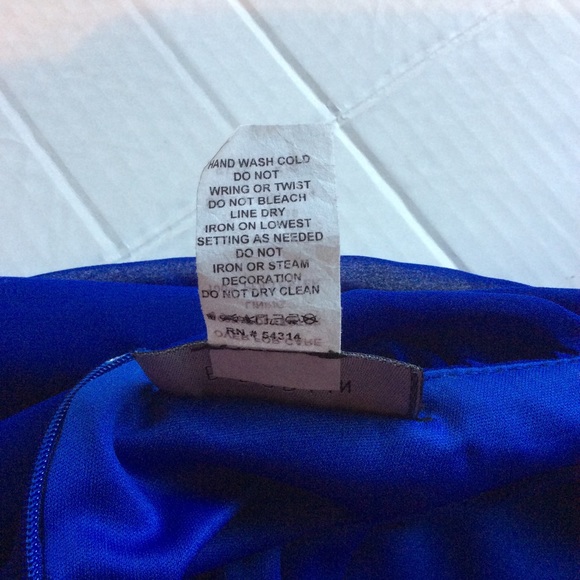 HAND WASH COLD
DO NOT
WRING OR TWIST
DO NOT BLEACH
LINE DRY
IRON ON LOWEST
SETTING AS NEEDED
DO NOT
IRON OR STEAM
DECORATION
DO NOT DRY CLEAN
RN # 54314